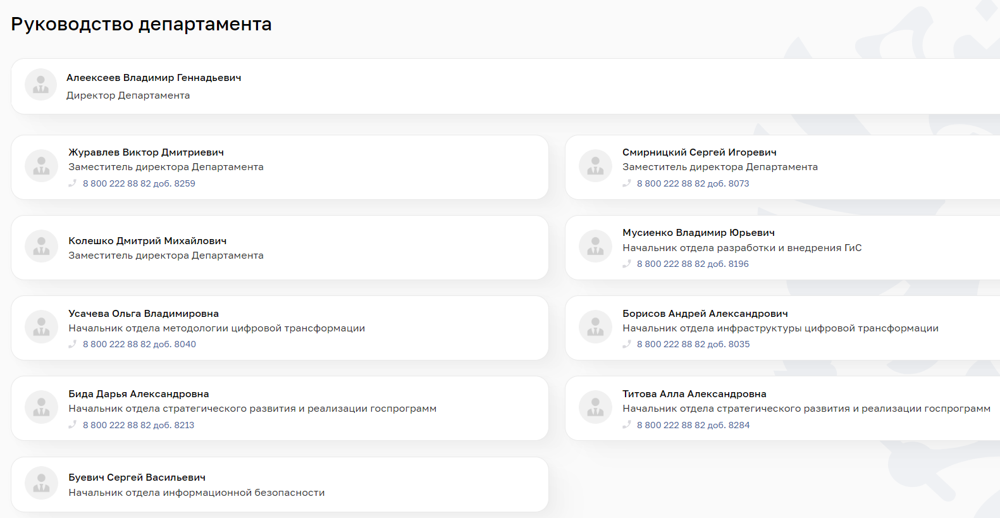 Руководство департамента
Алеексеев Владимир Геннадьевич
Директор Департамента
Журавлев Виктор Дмитриевич
Заместитель директора Департамента
8 800 222 88 82 доб. 8259
Смирницкий Сергей Игоревич
Заместитель директора Департамента
8 800 222 88 82 доб. 8073
Колешко Дмитрий Михайлович
Заместитель директора Департамента
Мусиенко Владимир Юрьевич
Начальник отдела разработки и внедрения ГиС
8 800 222 88 82 доб. 8196
Усачева Ольга Владимировна
Начальник отдела методологии цифровой трансформации
8 800 222 88 82 доб. 8040
Борисов Андрей Александрович
Начальник отдела инфраструктуры цифровой трансформации
8 800 222 88 82 доб. 8035
Бида Дарья Александровна
Начальник отдела стратегического развития и реализации госпрограмм
8 800 222 88 82 доб. 8213
Титова Алла Александровна
Начальник отдела стратегического развития и реализации госпрограмм
8 800 222 88 82 доб. 8284
Буевич Сергей Васильевич
Начальник отдела информационной безопасности